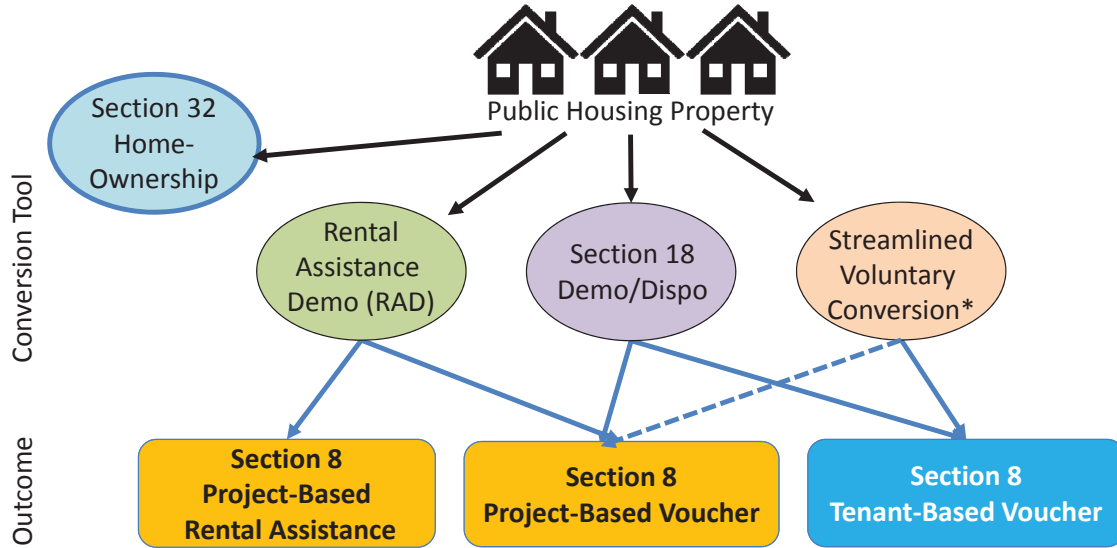 Public Housing Property
Section 32
Home-
Ownership
Conversion Tool
Rental
Assistance
Demo (RAD)
Section 18
Demo/Dispo
Streamlined
Voluntary
Conversion*
Outcome
Section 8
Project-Based
Rental Assistance
Section 8
Project-Based Voucher
Section 8
Tenant-Based Voucher